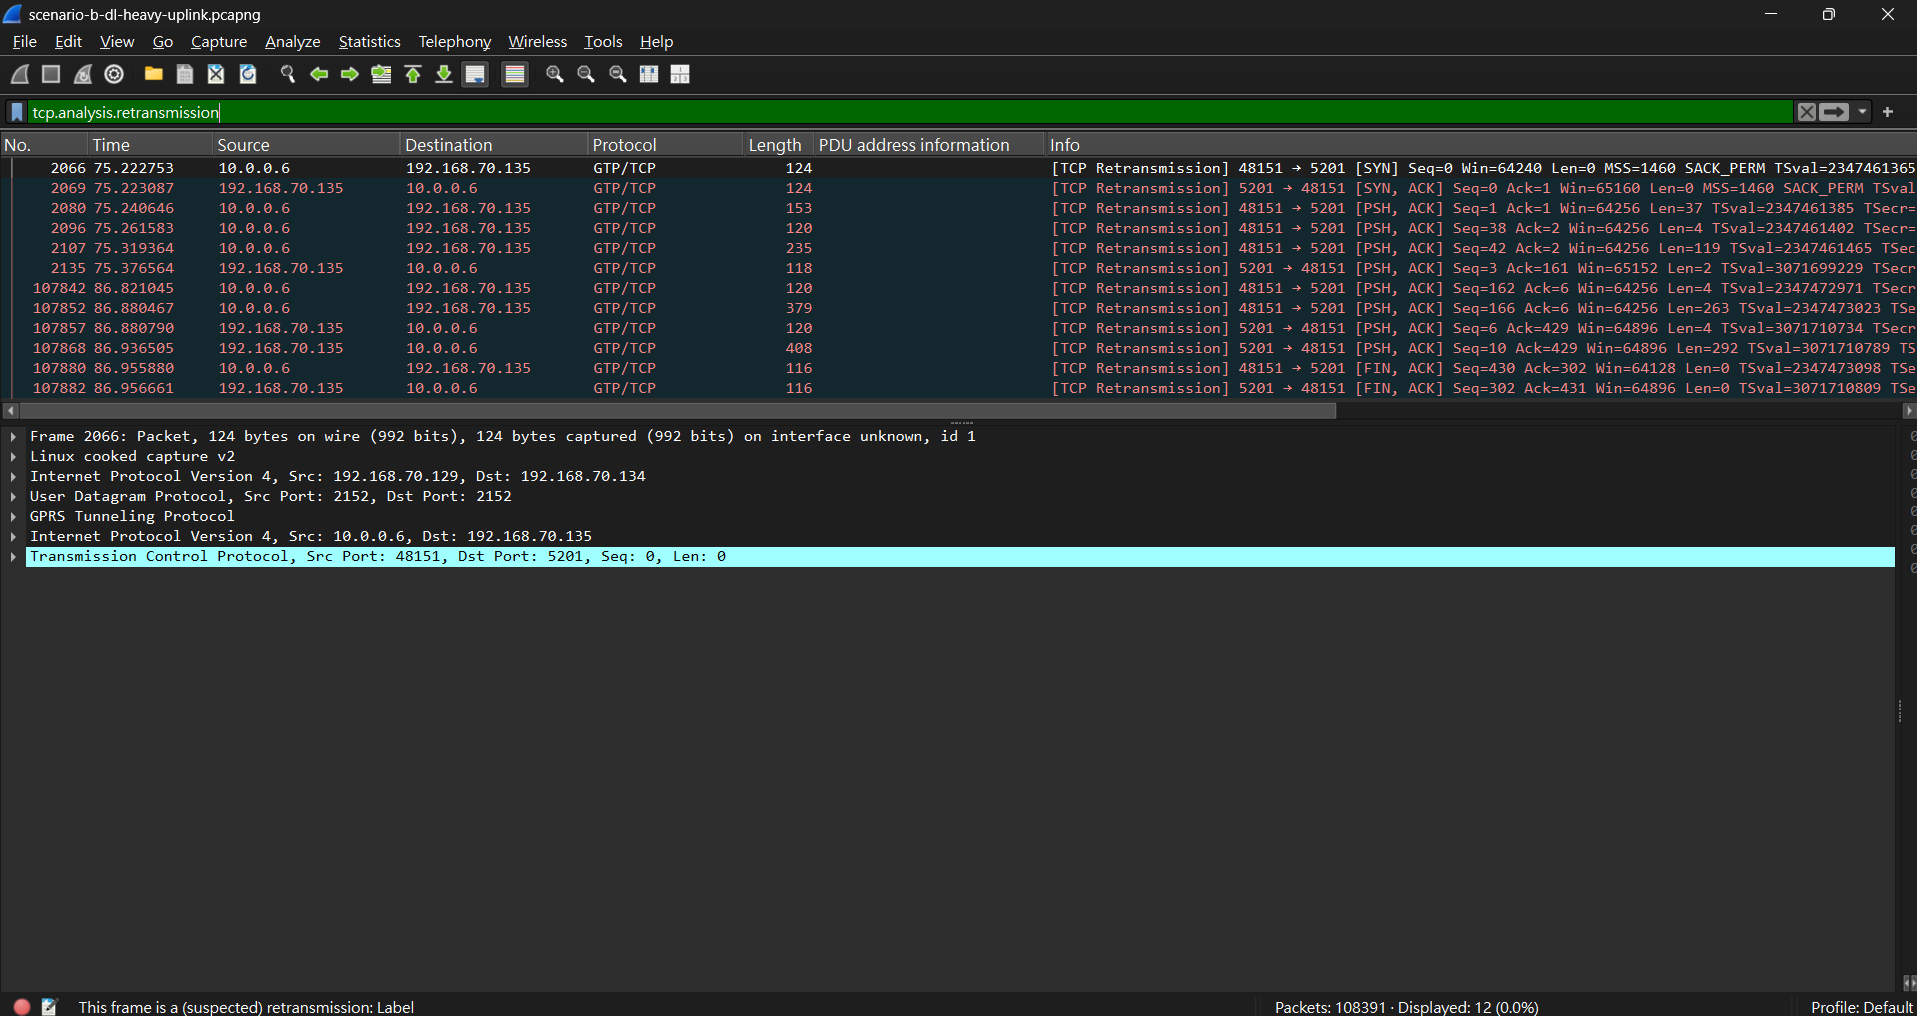 scenario-b-dl-heavy-uplink.pcapng
File Edit View Go Capture Analyze Statistics Telephony Wireless Tools Help
tcp.analysis.retransmission
No. Time Source Destination Protocol Length PDU address information Info
2066 75.222753 10.0.0.6 192.168.70.135 GTP/TCP 124 [TCP Retransmission] 48151 → 5201 [SYN] Seq=0 Win=64240 Len=0 MSS=1460 SACK_PERM TSval=2347461365
2069 75.223087 192.168.70.135 10.0.0.6 GTP/TCP 124 [TCP Retransmission] 5201 → 48151 [SYN, ACK] Seq=0 Ack=1 Win=65160 Len=0 MSS=1460 SACK_PERM TSval
2080 75.240646 10.0.0.6 192.168.70.135 GTP/TCP 153 [TCP Retransmission] 48151 → 5201 [PSH, ACK] Seq=1 Ack=1 Win=64256 Len=37 TSval=2347461385 TSecr=
2096 75.261583 10.0.0.6 192.168.70.135 GTP/TCP 120 [TCP Retransmission] 48151 → 5201 [PSH, ACK] Seq=38 Ack=2 Win=64256 Len=4 TSval=2347461402 TSecr=
2107 75.319364 10.0.0.6 192.168.70.135 GTP/TCP 235 [TCP Retransmission] 48151 → 5201 [PSH, ACK] Seq=42 Ack=2 Win=64256 Len=119 TSval=2347461465 TSec
2135 75.376564 192.168.70.135 10.0.0.6 GTP/TCP 118 [TCP Retransmission] 5201 → 48151 [PSH, ACK] Seq=3 Ack=161 Win=65152 Len=2 TSval=3071699229 TSecr
107842 86.821045 10.0.0.6 192.168.70.135 GTP/TCP 120 [TCP Retransmission] 48151 → 5201 [PSH, ACK] Seq=162 Ack=6 Win=64256 Len=4 TSval=2347472971 TSecr
107852 86.880467 10.0.0.6 192.168.70.135 GTP/TCP 379 [TCP Retransmission] 48151 → 5201 [PSH, ACK] Seq=166 Ack=6 Win=64256 Len=263 TSval=2347473023 TSe
107857 86.880790 192.168.70.135 10.0.0.6 GTP/TCP 120 [TCP Retransmission] 5201 → 48151 [PSH, ACK] Seq=6 Ack=429 Win=64896 Len=4 TSval=3071710734 TSecr
107868 86.936505 192.168.70.135 10.0.0.6 GTP/TCP 408 [TCP Retransmission] 5201 → 48151 [PSH, ACK] Seq=10 Ack=429 Win=64896 Len=292 TSval=3071710789 TS
107880 86.955880 10.0.0.6 192.168.70.135 GTP/TCP 116 [TCP Retransmission] 48151 → 5201 [FIN, ACK] Seq=430 Ack=302 Win=64128 Len=0 TSval=2347473098 TSe
107882 86.956661 192.168.70.135 10.0.0.6 GTP/TCP 116 [TCP Retransmission] 5201 → 48151 [FIN, ACK] Seq=302 Ack=431 Win=64896 Len=0 TSval=3071710809 TSe
Frame 2066: Packet, 124 bytes on wire (992 bits), 124 bytes captured (992 bits) on interface unknown, id 1
Linux cooked capture v2
Internet Protocol Version 4, Src: 192.168.70.129, Dst: 192.168.70.134
User Datagram Protocol, Src Port: 2152, Dst Port: 2152
GPRS Tunneling Protocol
Internet Protocol Version 4, Src: 10.0.0.6, Dst: 192.168.70.135
Transmission Control Protocol, Src Port: 48151, Dst Port: 5201, Seq: 0, Len: 0
This frame is a (suspected) retransmission: Label
Packets: 108391 · Displayed: 12 (0.0%)
Profile: Default